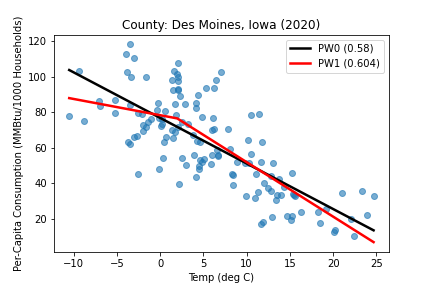 County: Des Moines, Iowa (2020)
PW0 (0.58)
PW1 (0.604)
Per-Capita Consumption (MMBtu/1000 Households)
120
100
80
60
40
20
−10 −5 0 5 10 15 20 25
Temp (deg C)